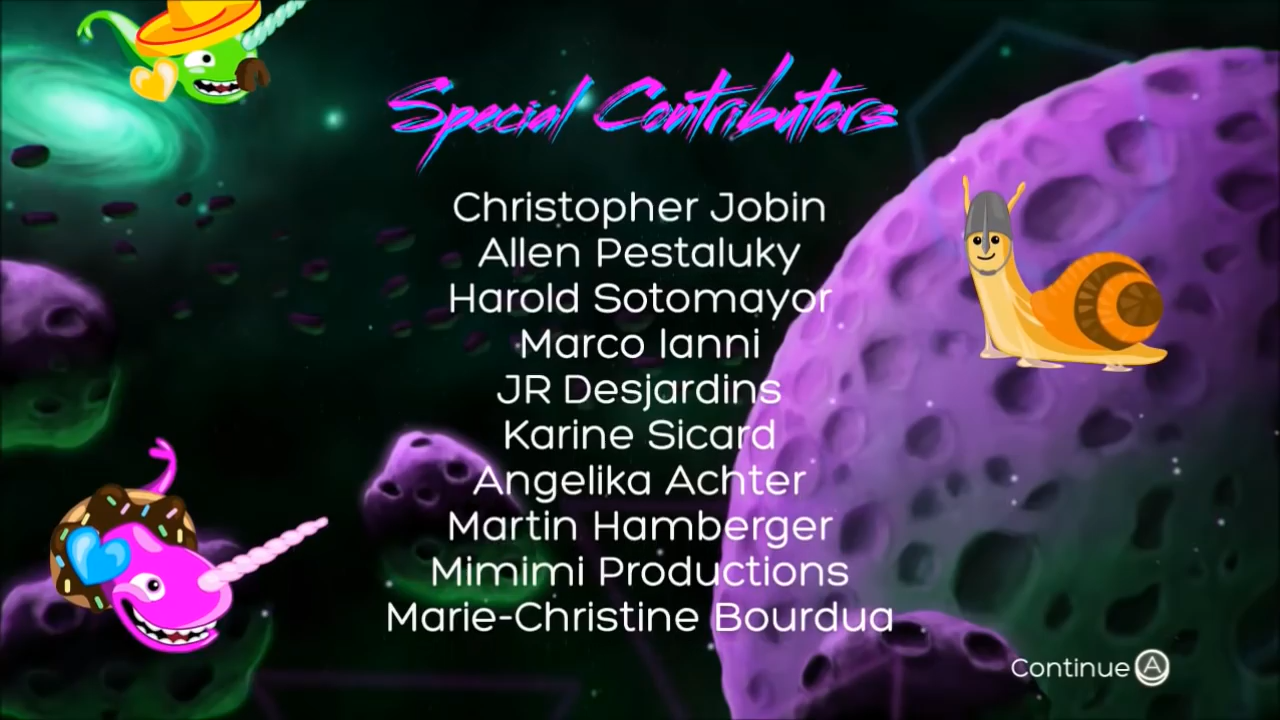 Special Contributors
Christopher Jobin
Allen Pestaluky
Harold Sotomayor
Marco Ianni
JR Desjardins
Karine Sicard
Angelika Achter
Martin Hamberger
Mimimi Productions
Marie-Christine Bourdua
Continue A